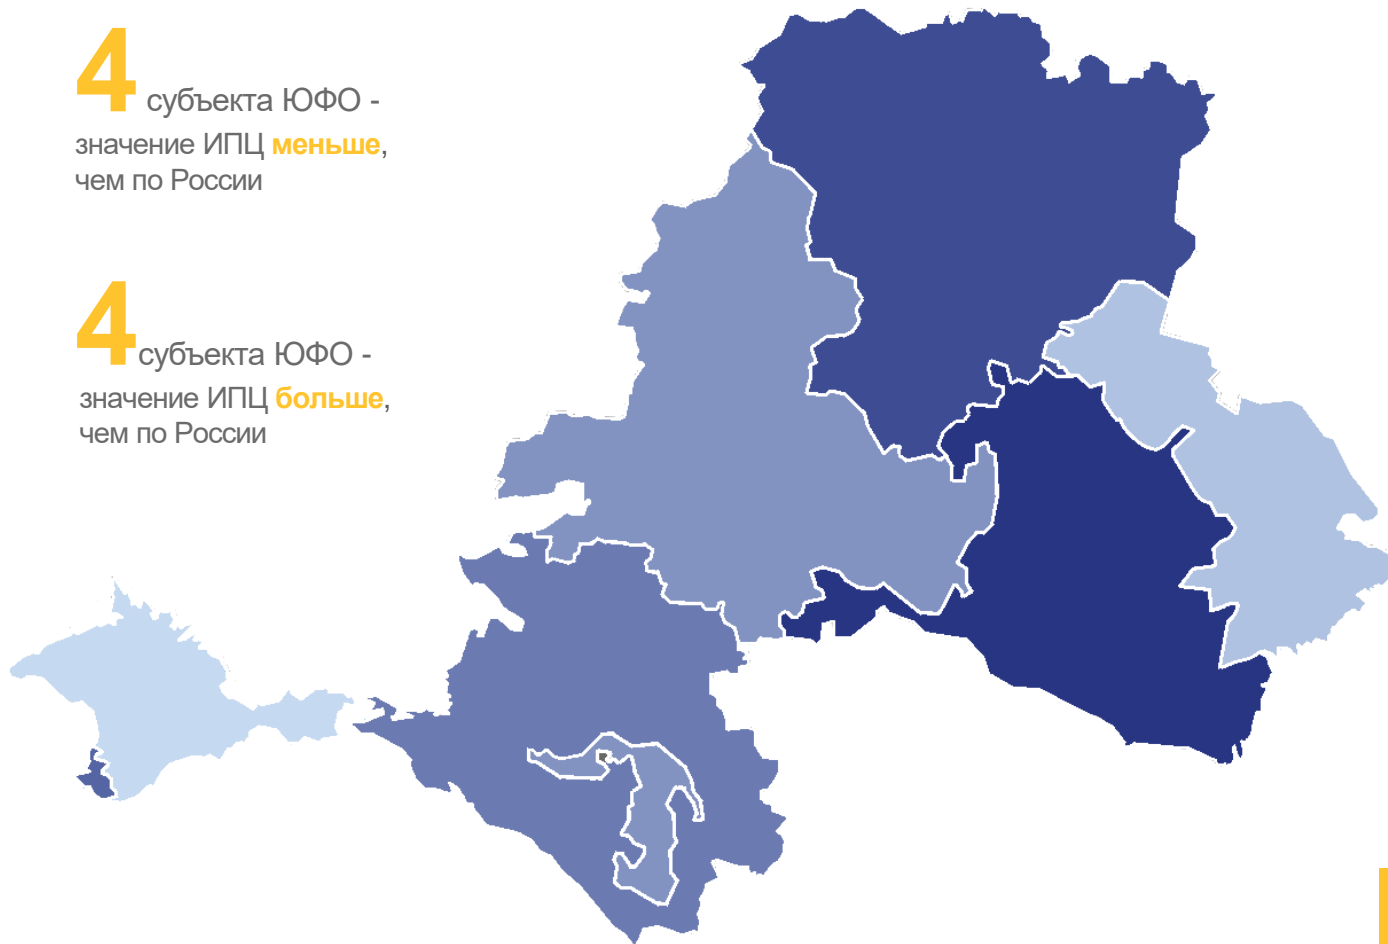 4 субъекта ЮФО -
значение ИПЦ меньше,
чем по России
4 субъекта ЮФО -
значение ИПЦ больше,
чем по России